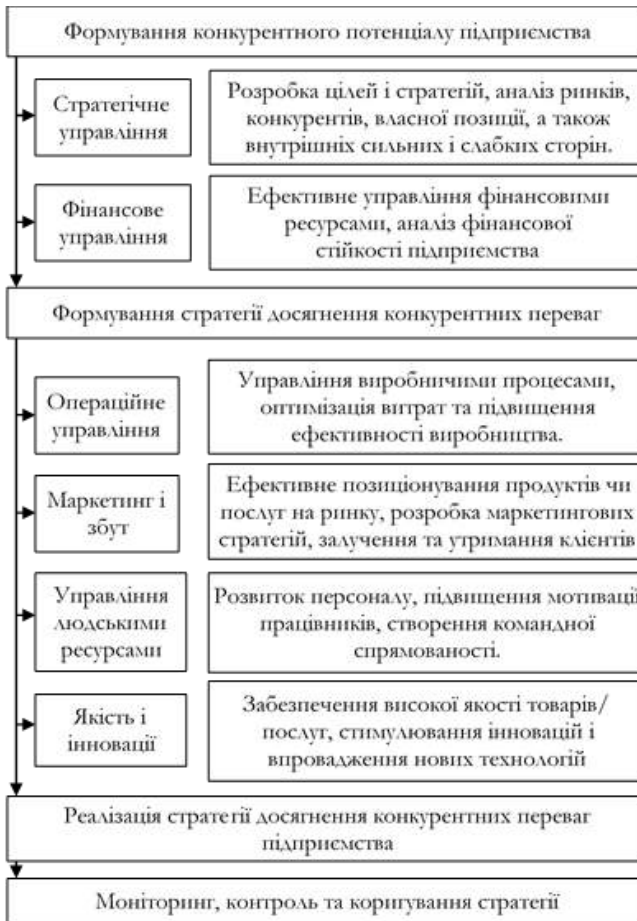 Формування конкурентного потенціалу підприємства
Стратегічне
управління
Розробка цілей і стратегій, аналіз ринків,
конкурентів, власної позиції, а також
внутрішніх сильних і слабких сторін.
Фінансове
управління
Ефективне управління фінансовими
ресурсами, аналіз фінансової
стійкості підприємства
Формування стратегії досягнення конкурентних переваг
Операційне
управління
Управління виробничими процесами,
оптимізація витрат та підвищення
ефективності виробництва.
Маркетинг і
збут
Ефективне позиціонування продуктів чи
послуг на ринку, розробка маркетингових
стратегій, залучення та утримання клієнтів
Управління
людськими
ресурсами
Розвиток персоналу, підвищення мотивації
працівників, створення командної
спрямованості.
Якість і
інновації
Забезпечення високої якості товарів/
послуг, стимулювання інновацій і
впровадження нових технологій
Реалізація стратегії досягнення конкурентних переваг
підприємства
Моніторинг, контроль та коригування стратегії